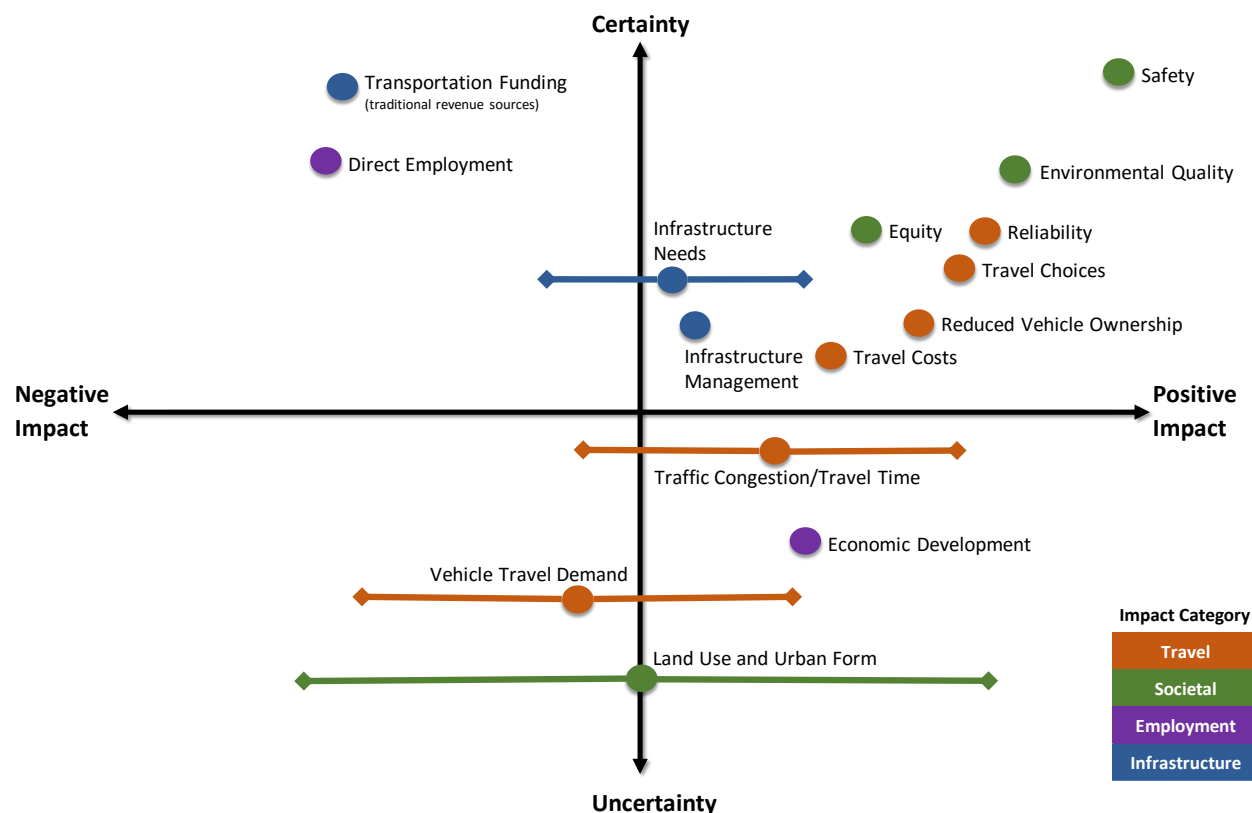 Certainty
Transportation Funding
(traditional revenue sources)
Safety
Direct Employment
Environmental Quality
Infrastructure
Needs
Equity
Reliability
Travel Choices
Reduced Vehicle Ownership
Infrastructure
Management
Travel Costs
Negative
Impact
Positive
Impact
Traffic Congestion/Travel Time
Economic Development
Vehicle Travel Demand
Land Use and Urban Form
Impact Category
Travel
Societal
Employment
Infrastructure
Uncertainty